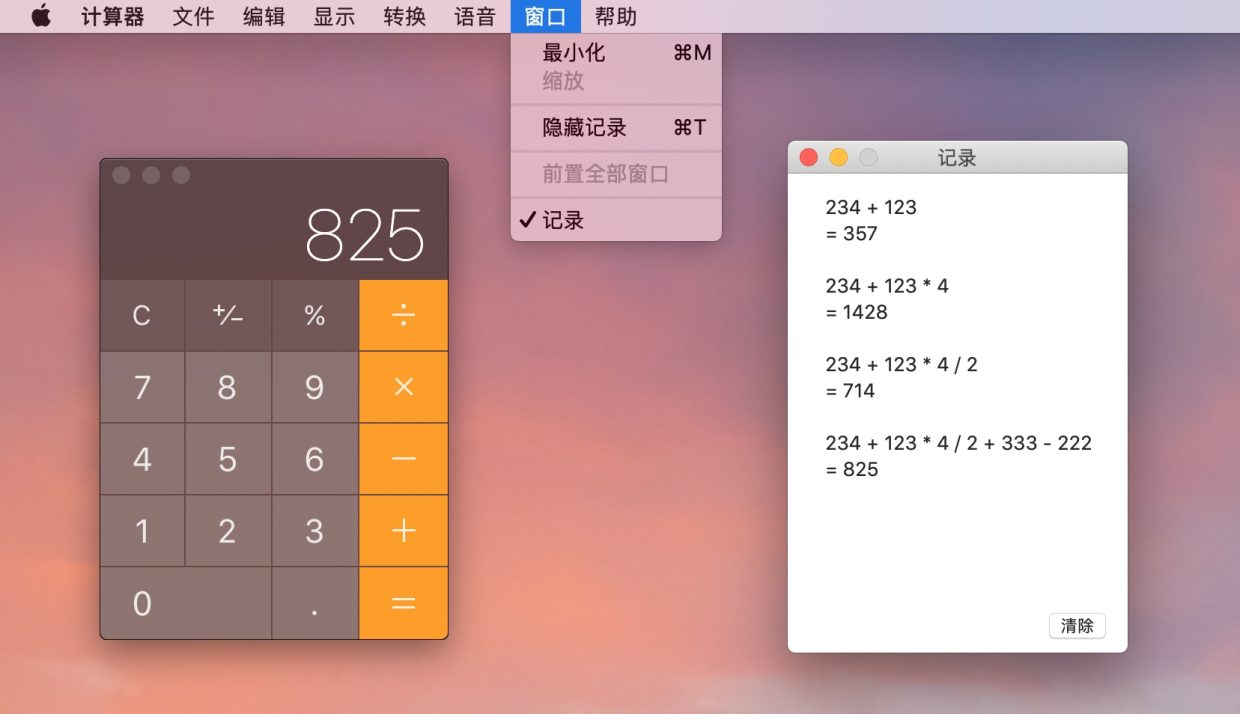 计算器 文件 编辑 显示 转换 语音 窗口 帮助
最小化 ⌘M
缩放
隐藏记录 ⌘T
前置全部窗口
✓ 记录
825
C +/− % ÷
7 8 9 ×
4 5 6 −
1 2 3 +
0 . =
记录
234 + 123
= 357
234 + 123 * 4
= 1428
234 + 123 * 4 / 2
= 714
234 + 123 * 4 / 2 + 333 - 222
= 825
清除